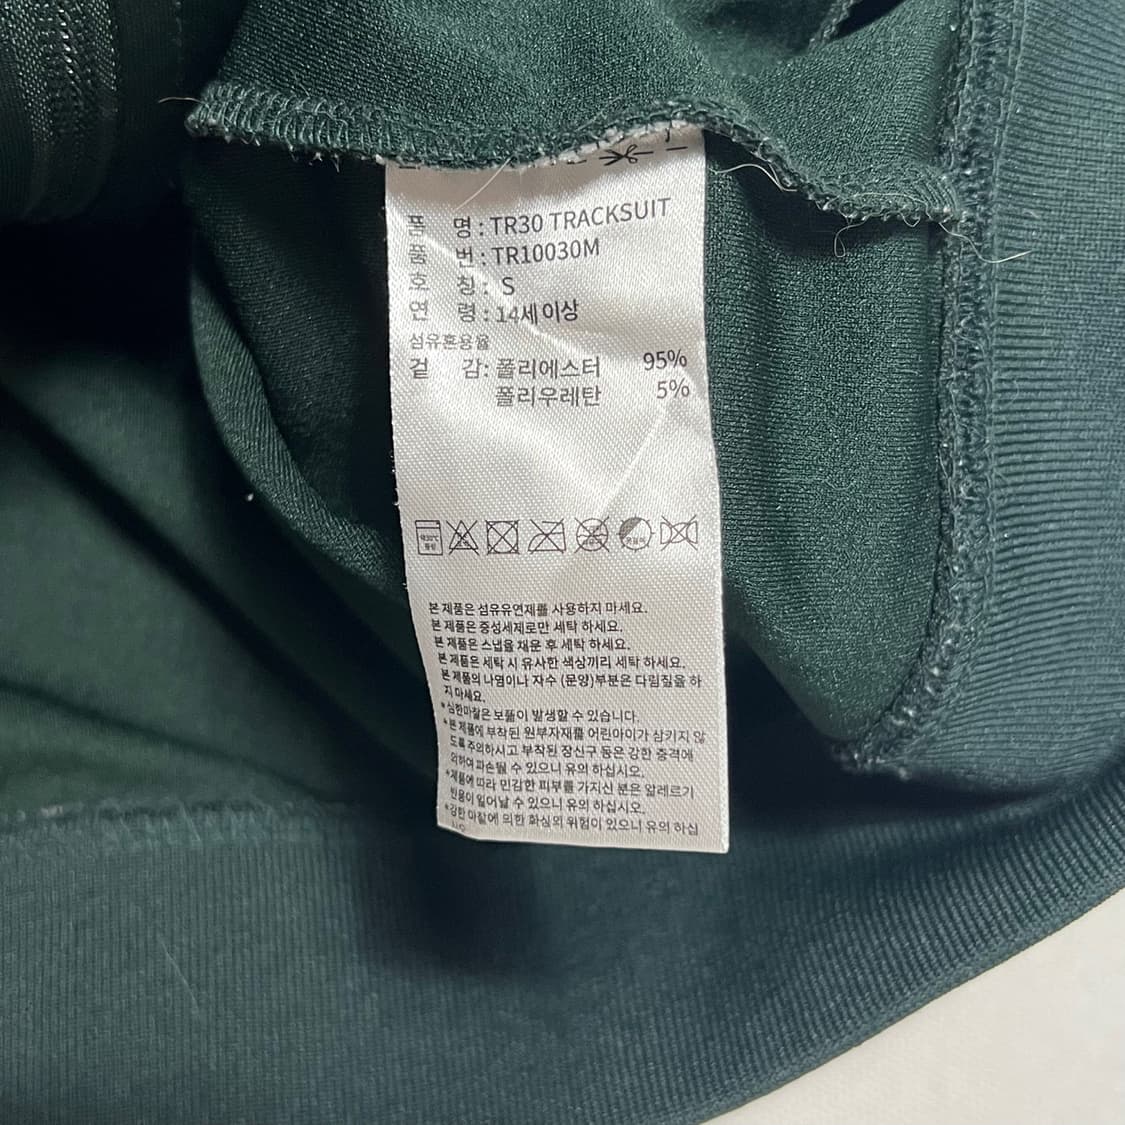 품 명 : TR30 TRACKSUIT
품 번 : TR10030M
호 칭 : S
연 령 : 14세 이상
섬유혼용율
겉 감 : 폴리에스터 95%
폴리우레탄 5%
본 제품은 섬유유연제를 사용하지 마세요.
본 제품은 중성세제로만 세탁 하세요.
본 제품은 스냅을 채운 후 세탁 하세요.
본 제품은 세탁 시 유사한 색상끼리 세탁 하세요.
본 제품의 나염이나 자수 (문양)부분은 다림질을 하
지 마세요.
*심한마찰은 보풀이 발생할 수 있습니다.
*본 제품에 부착된 원부자재를 어린아이가 삼키지 않
도록 주의하시고 부착된 장신구 등은 강한 충격에
의하여 파손될 수 있으니 유의 하십시오.
*제품에 따라 민감한 피부를 가지신 분은 알레르기
반응이 일어날 수 있으니 유의 하십시오.
*강한 마찰에 의한 화상의 위험이 있으니 유의 하십